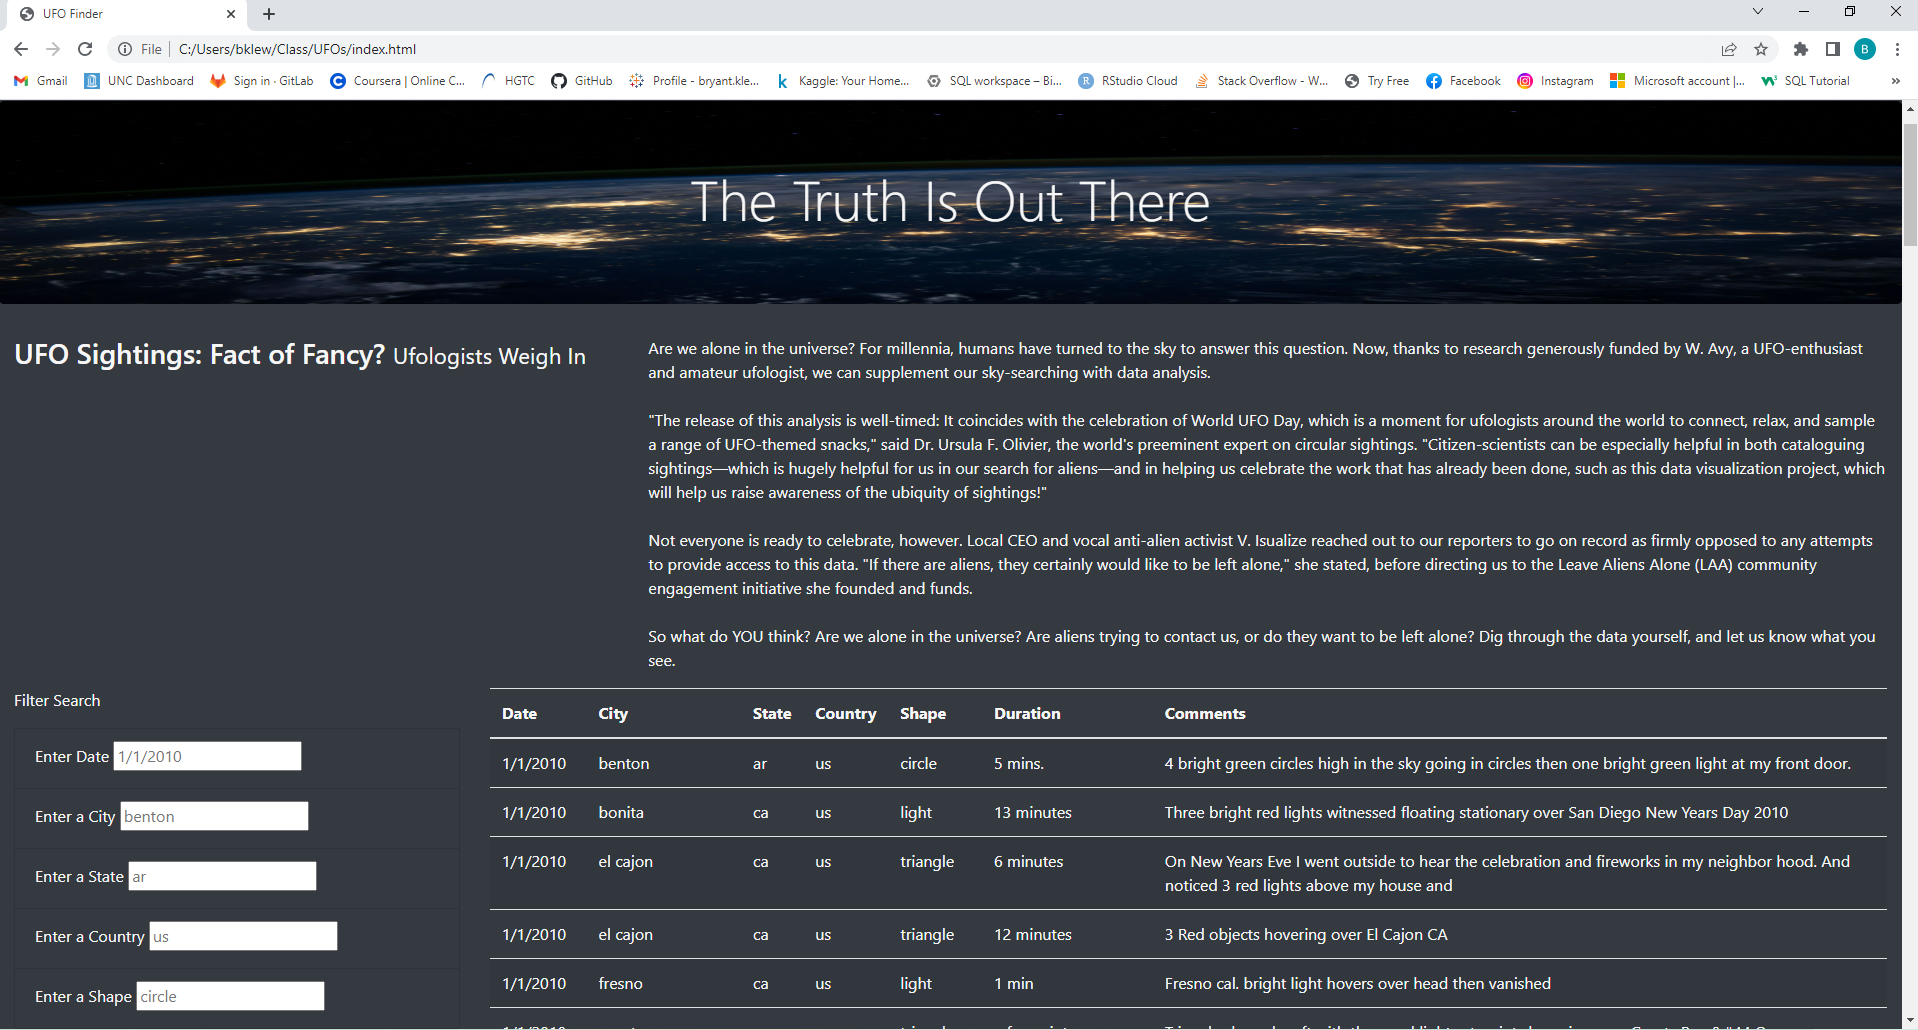 UFO Finder
File C:/Users/bklew/Class/UFOs/index.html
B
Gmail UNC Dashboard Sign in · GitLab Coursera | Online C... HGTC GitHub Profile - bryant.kle... Kaggle: Your Home... SQL workspace – Bi... RStudio Cloud Stack Overflow - W... Try Free Facebook Instagram Microsoft account |... SQL Tutorial »
The Truth Is Out There
UFO Sightings: Fact of Fancy? Ufologists Weigh In
Are we alone in the universe? For millennia, humans have turned to the sky to answer this question. Now, thanks to research generously funded by W. Avy, a UFO-enthusiast
and amateur ufologist, we can supplement our sky-searching with data analysis.
"The release of this analysis is well-timed: It coincides with the celebration of World UFO Day, which is a moment for ufologists around the world to connect, relax, and sample
a range of UFO-themed snacks," said Dr. Ursula F. Olivier, the world's preeminent expert on circular sightings. "Citizen-scientists can be especially helpful in both cataloguing
sightings—which is hugely helpful for us in our search for aliens—and in helping us celebrate the work that has already been done, such as this data visualization project, which
will help us raise awareness of the ubiquity of sightings!"
Not everyone is ready to celebrate, however. Local CEO and vocal anti-alien activist V. Isualize reached out to our reporters to go on record as firmly opposed to any attempts
to provide access to this data. "If there are aliens, they certainly would like to be left alone," she stated, before directing us to the Leave Aliens Alone (LAA) community
engagement initiative she founded and funds.
So what do YOU think? Are we alone in the universe? Are aliens trying to contact us, or do they want to be left alone? Dig through the data yourself, and let us know what you
see.
Filter Search
Enter Date 1/1/2010
Enter a City benton
Enter a State ar
Enter a Country us
Enter a Shape circle
Date City State Country Shape Duration Comments
1/1/2010 benton ar us circle 5 mins. 4 bright green circles high in the sky going in circles then one bright green light at my front door.
1/1/2010 bonita ca us light 13 minutes Three bright red lights witnessed floating stationary over San Diego New Years Day 2010
1/1/2010 el cajon ca us triangle 6 minutes On New Years Eve I went outside to hear the celebration and fireworks in my neighbor hood. And
noticed 3 red lights above my house and
1/1/2010 el cajon ca us triangle 12 minutes 3 Red objects hovering over El Cajon CA
1/1/2010 fresno ca us light 1 min Fresno cal. bright light hovers over head then vanished